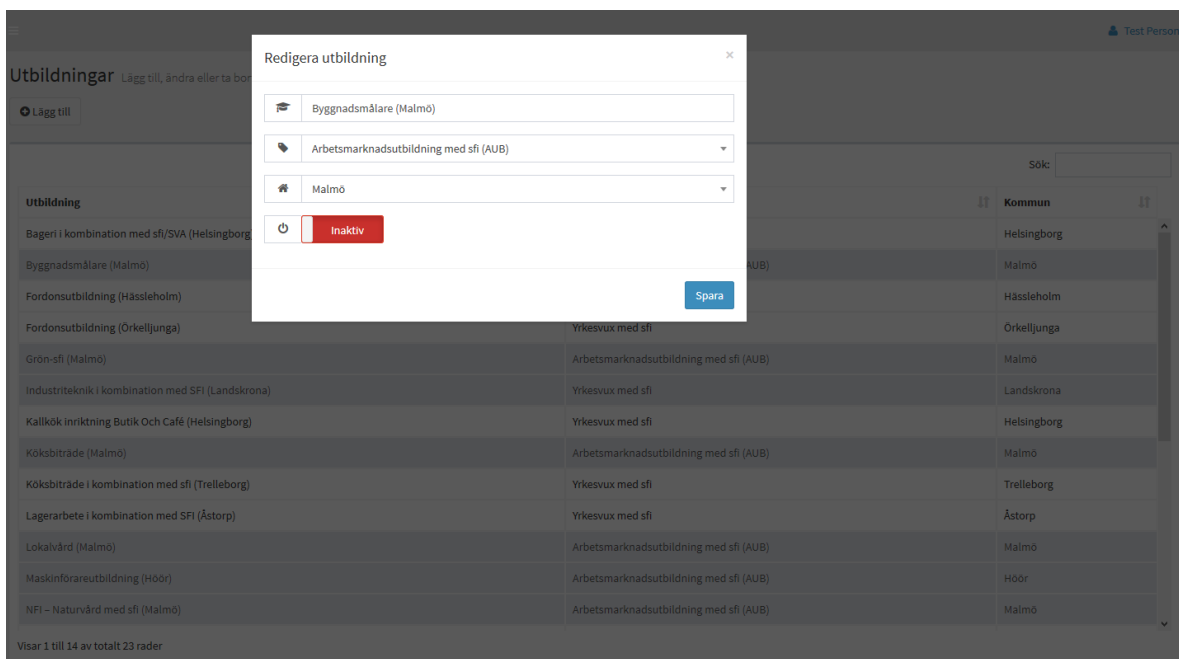 Test Person
Redigera utbildning ×
Utbildningar Lägg till, ändra eller ta bor
Lägg till
Byggnadsmålare (Malmö)
Arbetsmarknadsutbildning med sfi (AUB)
Malmö
Inaktiv
Spara
Sök:
Utbildning Kommun
Bageri i kombination med sfi/SVA (Helsingborg Helsingborg
Byggnadsmålare (Malmö) AUB) Malmö
Fordonsutbildning (Hässleholm) Hässleholm
Fordonsutbildning (Örkelljunga) Yrkesvux med sfi Örkelljunga
Grön-sfi (Malmö) Arbetsmarknadsutbildning med sfi (AUB) Malmö
Industriteknik i kombination med SFI (Landskrona) Yrkesvux med sfi Landskrona
Kallkök inriktning Butik Och Café (Helsingborg) Yrkesvux med sfi Helsingborg
Köksbiträde (Malmö) Arbetsmarknadsutbildning med sfi (AUB) Malmö
Köksbiträde i kombination med sfi (Trelleborg) Yrkesvux med sfi Trelleborg
Lagerarbete i kombination med SFI (Åstorp) Yrkesvux med sfi Åstorp
Lokalvård (Malmö) Arbetsmarknadsutbildning med sfi (AUB) Malmö
Maskinförareutbildning (Höör) Arbetsmarknadsutbildning med sfi (AUB) Höör
NFI – Naturvård med sfi (Malmö) Arbetsmarknadsutbildning med sfi (AUB) Malmö
Visar 1 till 14 av totalt 23 rader